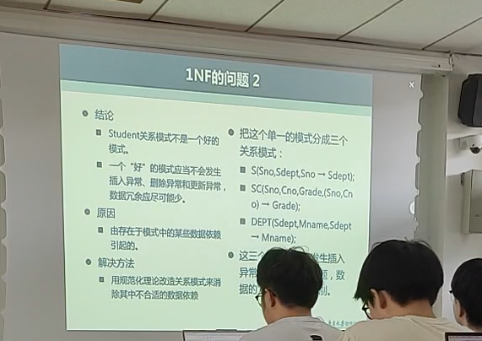 1NF的问题 2
结论
Student关系模式不是一个好的
模式。
一个“好”的模式应当不会发生
插入异常、删除异常和更新异常，
数据冗余应尽可能少。
原因
由存在于模式中的某些数据依赖
引起的。
解决方法
用规范化理论改造关系模式来消
除其中不合适的数据依赖
把这个单一的模式分成三个
关系模式：
S(Sno,Sdept,Sno → Sdept);
SC(Sno,Cno,Grade,(Sno,Cn
o) → Grade);
DEPT(Sdept,Mname,Sdept
→ Mname);
这三 发生插入
异常 题，数
据的 制。